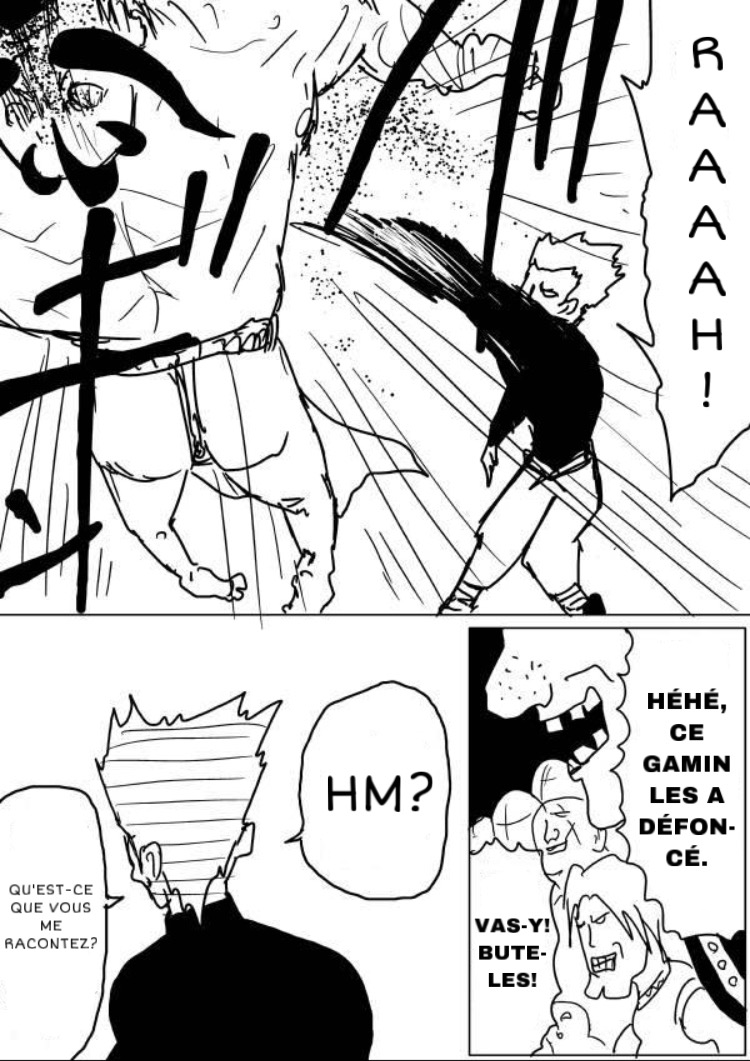 R
A
A
A
A
H
!
HÉHÉ,
CE
GAMIN
LES A
DÉFON-
CÉ.
VAS-Y!
BUTE-
LES!
HM?
QU'EST-CE
QUE VOUS
ME
RACONTEZ?